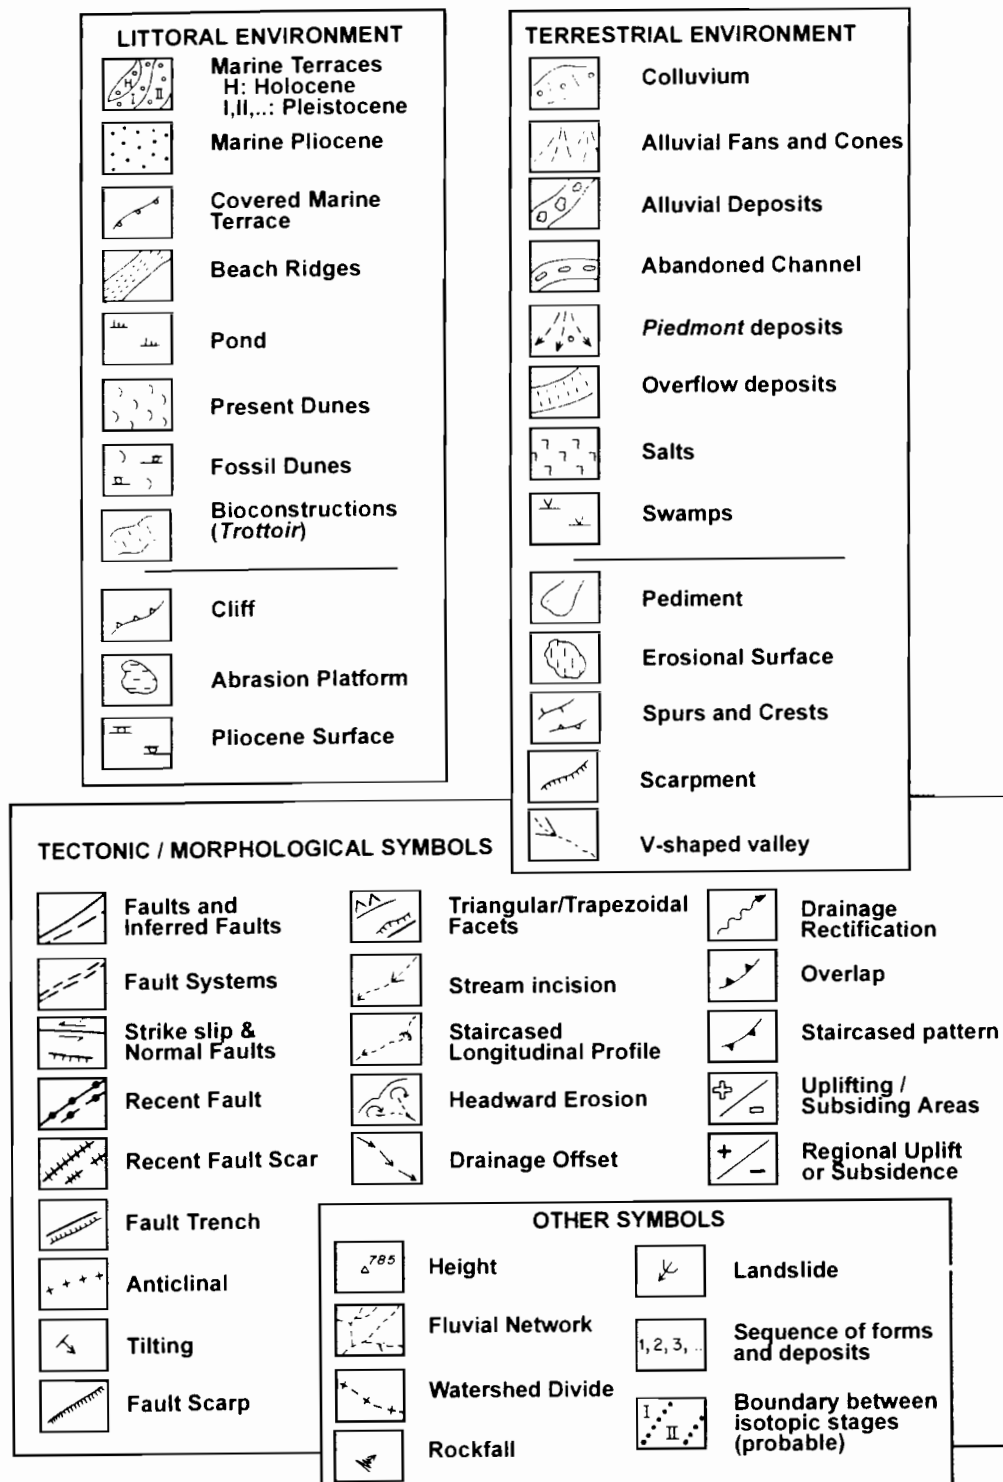 LITTORAL ENVIRONMENT
H
I
II
Marine Terraces
H: Holocene
I,II,..: Pleistocene
Marine Pliocene
Covered Marine
Terrace
Beach Ridges
Pond
Present Dunes
Fossil Dunes
Bioconstructions
(Trottoir)
Cliff
Abrasion Platform
Pliocene Surface
TERRESTRIAL ENVIRONMENT
Colluvium
Alluvial Fans and Cones
Alluvial Deposits
Abandoned Channel
Piedmont deposits
Overflow deposits
Salts
Swamps
Pediment
Erosional Surface
Spurs and Crests
Scarpment
V-shaped valley
TECTONIC / MORPHOLOGICAL SYMBOLS
Faults and
Inferred Faults
Fault Systems
Strike slip &
Normal Faults
Recent Fault
Recent Fault Scar
Fault Trench
Anticlinal
Tilting
Fault Scarp
Triangular/Trapezoidal
Facets
Stream incision
Staircased
Longitudinal Profile
Headward Erosion
Drainage Offset
Drainage
Rectification
Overlap
Staircased pattern
Uplifting /
Subsiding Areas
Regional Uplift
or Subsidence
OTHER SYMBOLS
785
Height
Fluvial Network
Watershed Divide
Rockfall
Landslide
1, 2, 3, ..
Sequence of forms
and deposits
I
II
Boundary between
isotopic stages
(probable)